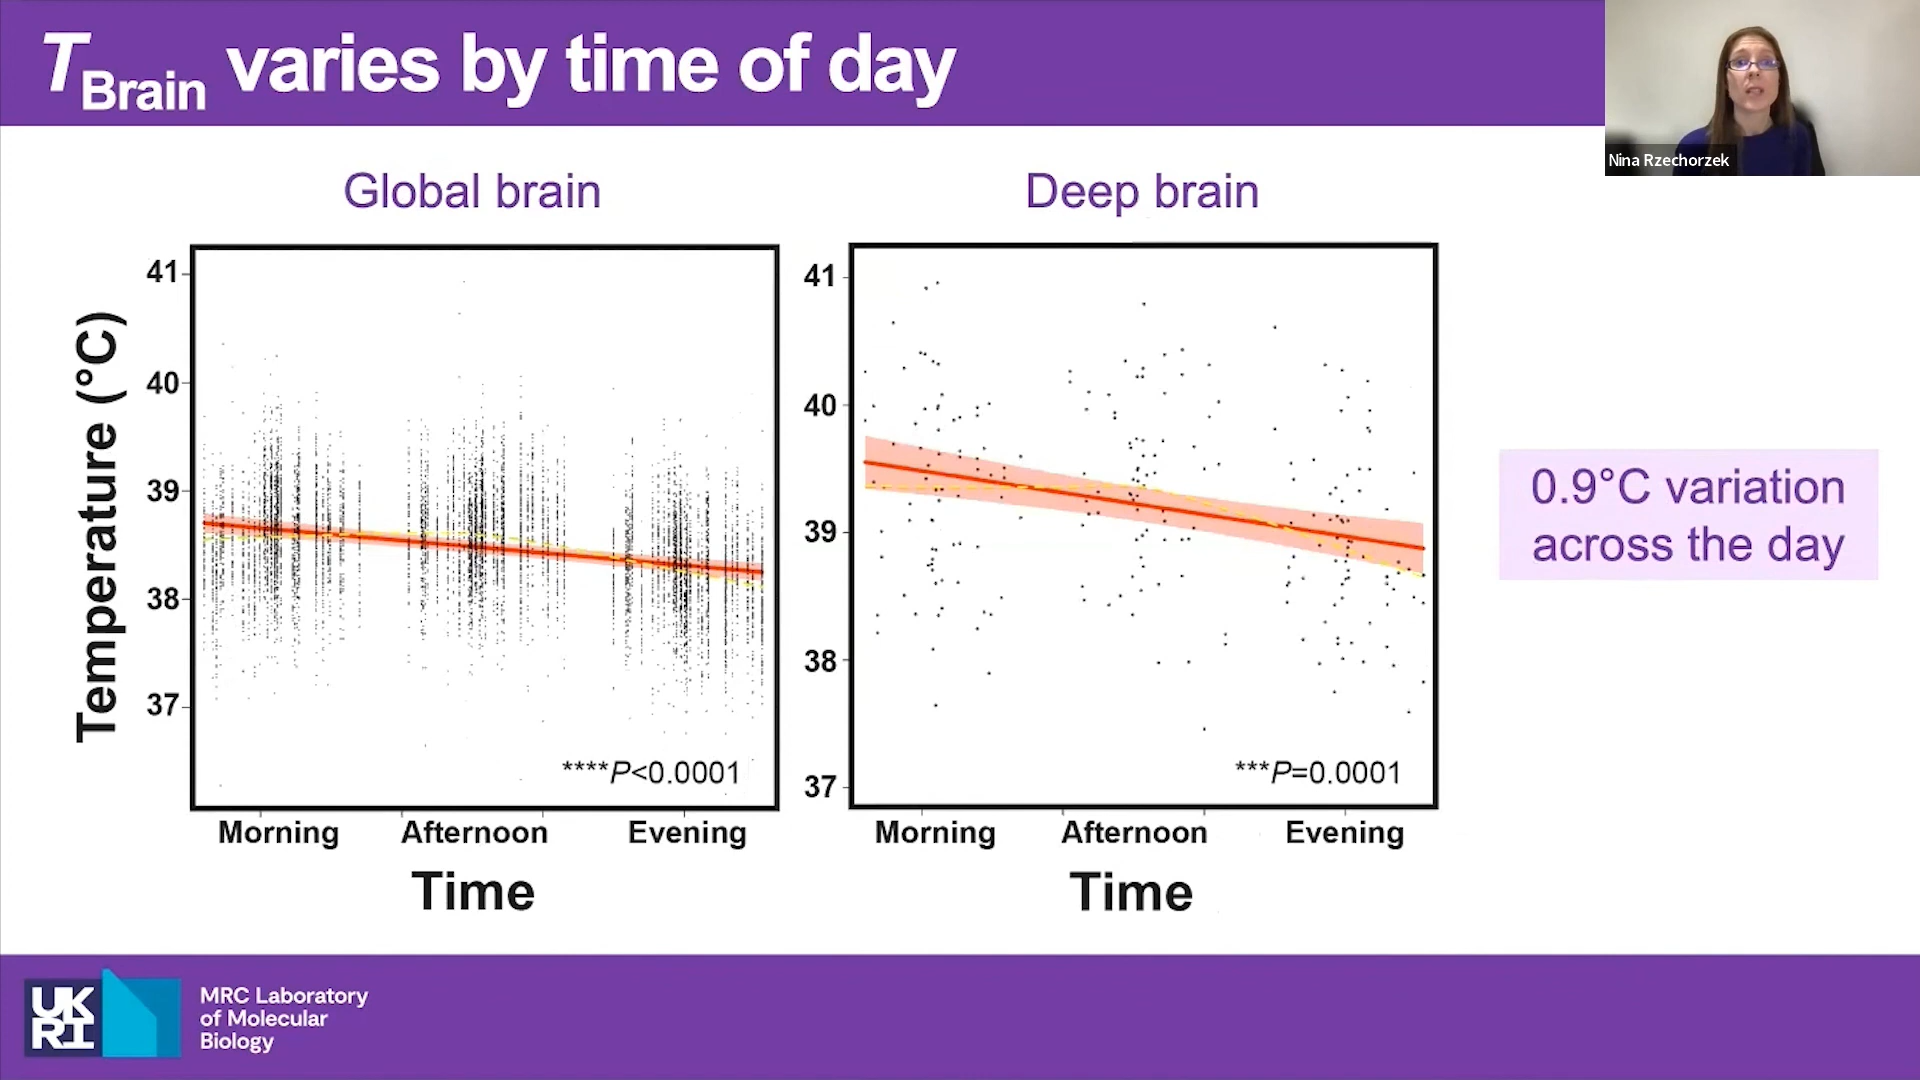 T Brain varies by time of day
Nina Rzechorzek
Global brain
Deep brain
Temperature (°C)
41
40
39
38
37
****P<0.0001
Morning Afternoon Evening
Time
41
40
39
38
37
***P=0.0001
Morning Afternoon Evening
Time
0.9°C variation
across the day
UK
RI
MRC Laboratory
of Molecular
Biology